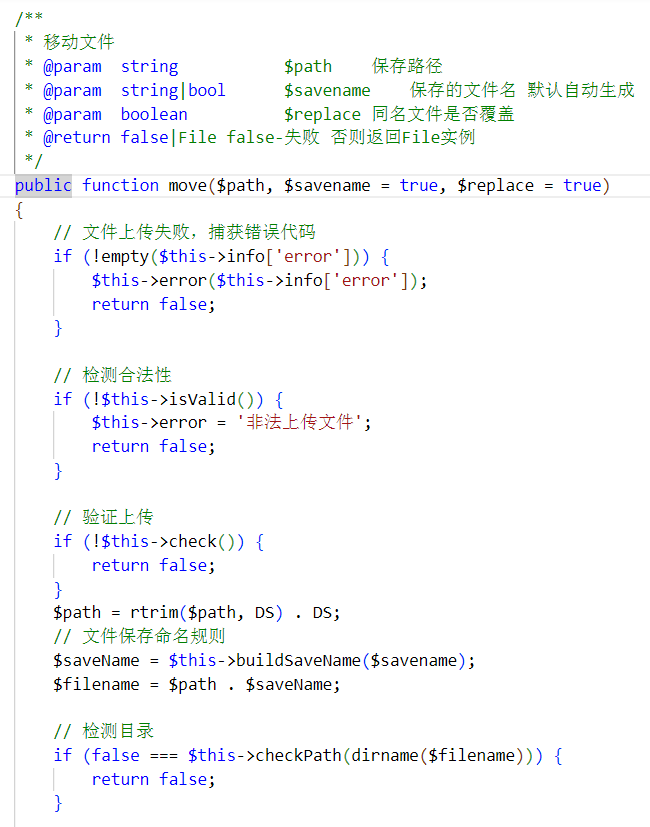 /**
 * 移动文件
 * @param  string           $path    保存路径
 * @param  string|bool      $savename    保存的文件名 默认自动生成
 * @param  boolean          $replace 同名文件是否覆盖
 * @return false|File false-失败 否则返回File实例
 */
public function move($path, $savename = true, $replace = true)
{
    // 文件上传失败，捕获错误代码
    if (!empty($this->info['error'])) {
        $this->error($this->info['error']);
        return false;
    }

    // 检测合法性
    if (!$this->isValid()) {
        $this->error = '非法上传文件';
        return false;
    }

    // 验证上传
    if (!$this->check()) {
        return false;
    }
    $path = rtrim($path, DS) . DS;
    // 文件保存命名规则
    $saveName = $this->buildSaveName($savename);
    $filename = $path . $saveName;

    // 检测目录
    if (false === $this->checkPath(dirname($filename))) {
        return false;
    }